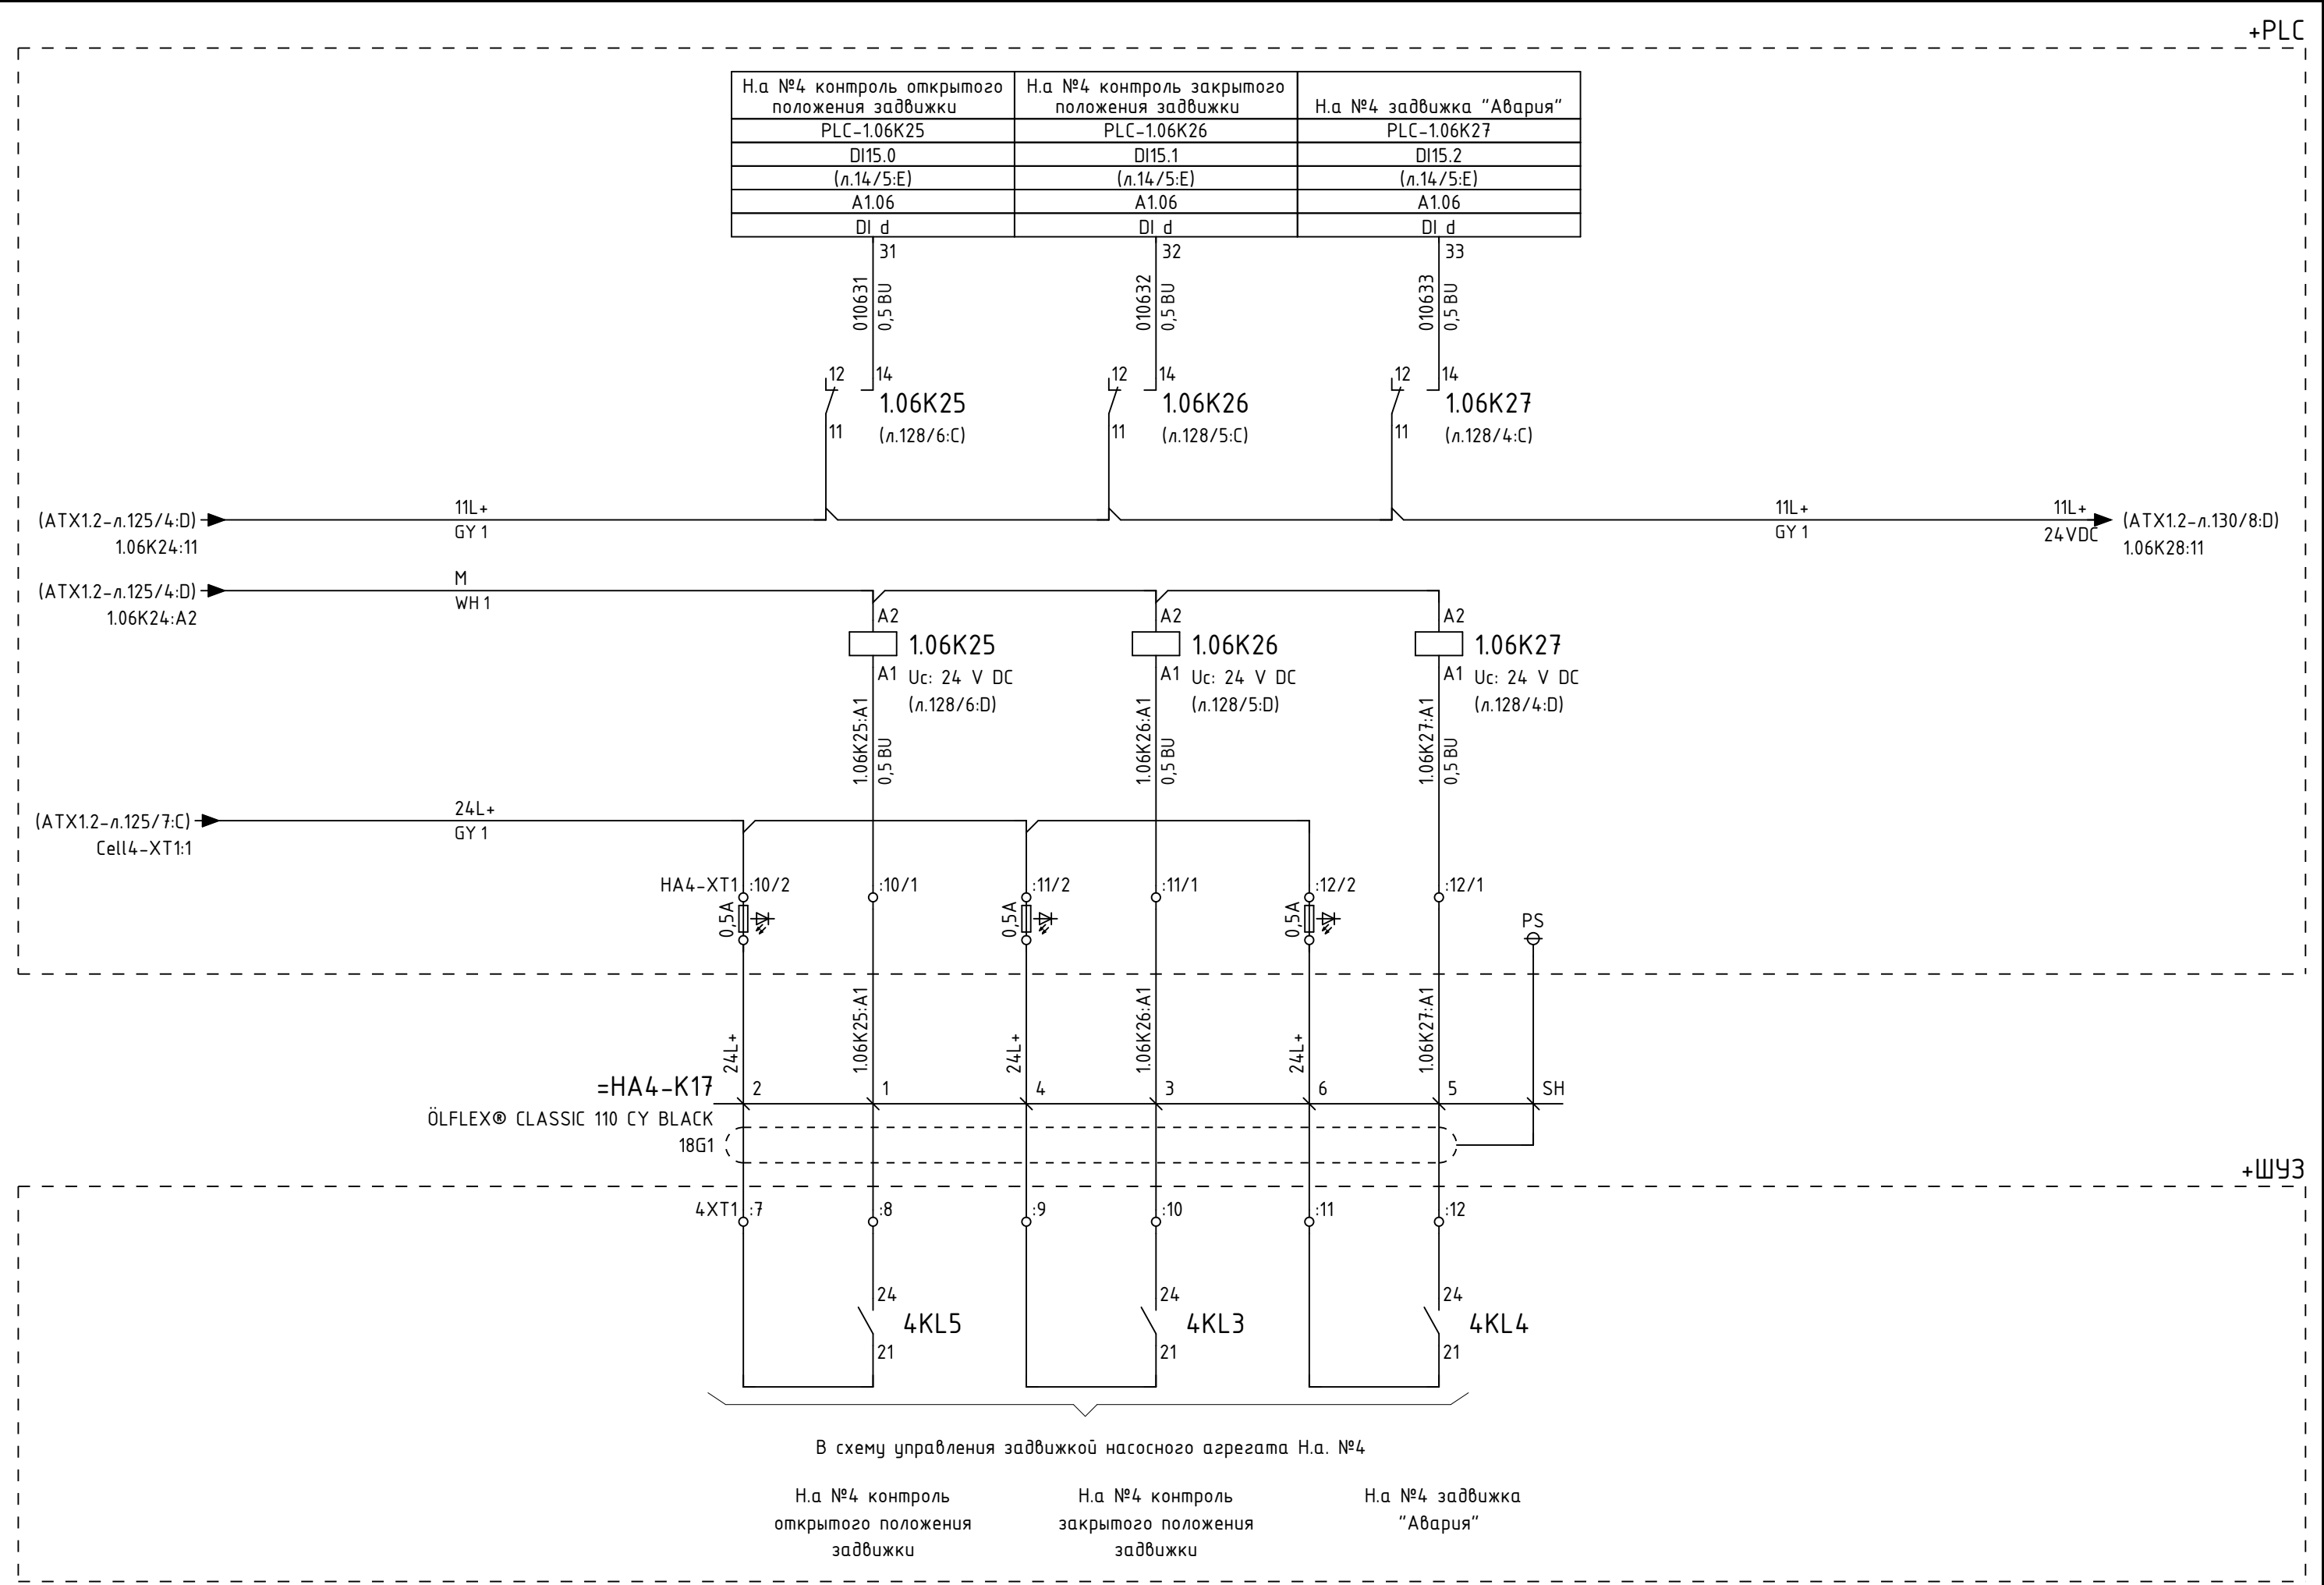 +PLC
Н.а №4 контроль открытого
положения задвижки
Н.а №4 контроль закрытого
положения задвижки
Н.а №4 задвижка "Авария"
PLC-1.06K25
PLC-1.06K26
PLC-1.06K27
DI15.0
DI15.1
DI15.2
(л.14/5:E)
(л.14/5:E)
(л.14/5:E)
A1.06
A1.06
A1.06
DI d
DI d
DI d
31
32
33
010631
0,5 BU
010632
0,5 BU
010633
0,5 BU
12
14
12
14
12
14
1.06K25
1.06K26
1.06K27
11
(л.128/6:C)
11
(л.128/5:C)
11
(л.128/4:C)
(ATX1.2-л.125/4:D)
1.06K24:11
11L+
GY 1
11L+
GY 1
11L+
24VDC
(ATX1.2-л.130/8:D)
1.06K28:11
(ATX1.2-л.125/4:D)
1.06K24:A2
M
WH 1
A2
A2
A2
1.06K25
1.06K26
1.06K27
A1
Uc: 24 V DC
A1
Uc: 24 V DC
A1
Uc: 24 V DC
(л.128/6:D)
(л.128/5:D)
(л.128/4:D)
1.06K25:A1
0,5 BU
1.06K26:A1
0,5 BU
1.06K27:A1
0,5 BU
(ATX1.2-л.125/7:C)
Cell4-XT1:1
24L+
GY 1
HA4-XT1
:10/2
:10/1
:11/2
:11/1
:12/2
:12/1
0,5A
0,5A
0,5A
PS
24L+
1.06K25:A1
24L+
1.06K26:A1
24L+
1.06K27:A1
=HA4-K17
2
1
4
3
6
5
SH
ÖLFLEX® CLASSIC 110 CY BLACK
18G1
+ШУЗ
4XT1
:7
:8
:9
:10
:11
:12
24
24
24
4KL5
4KL3
4KL4
21
21
21
В схему управления задвижкой насосного агрегата Н.а. №4
Н.а №4 контроль
открытого положения
задвижки
Н.а №4 контроль
закрытого положения
задвижки
Н.а №4 задвижка
"Авария"